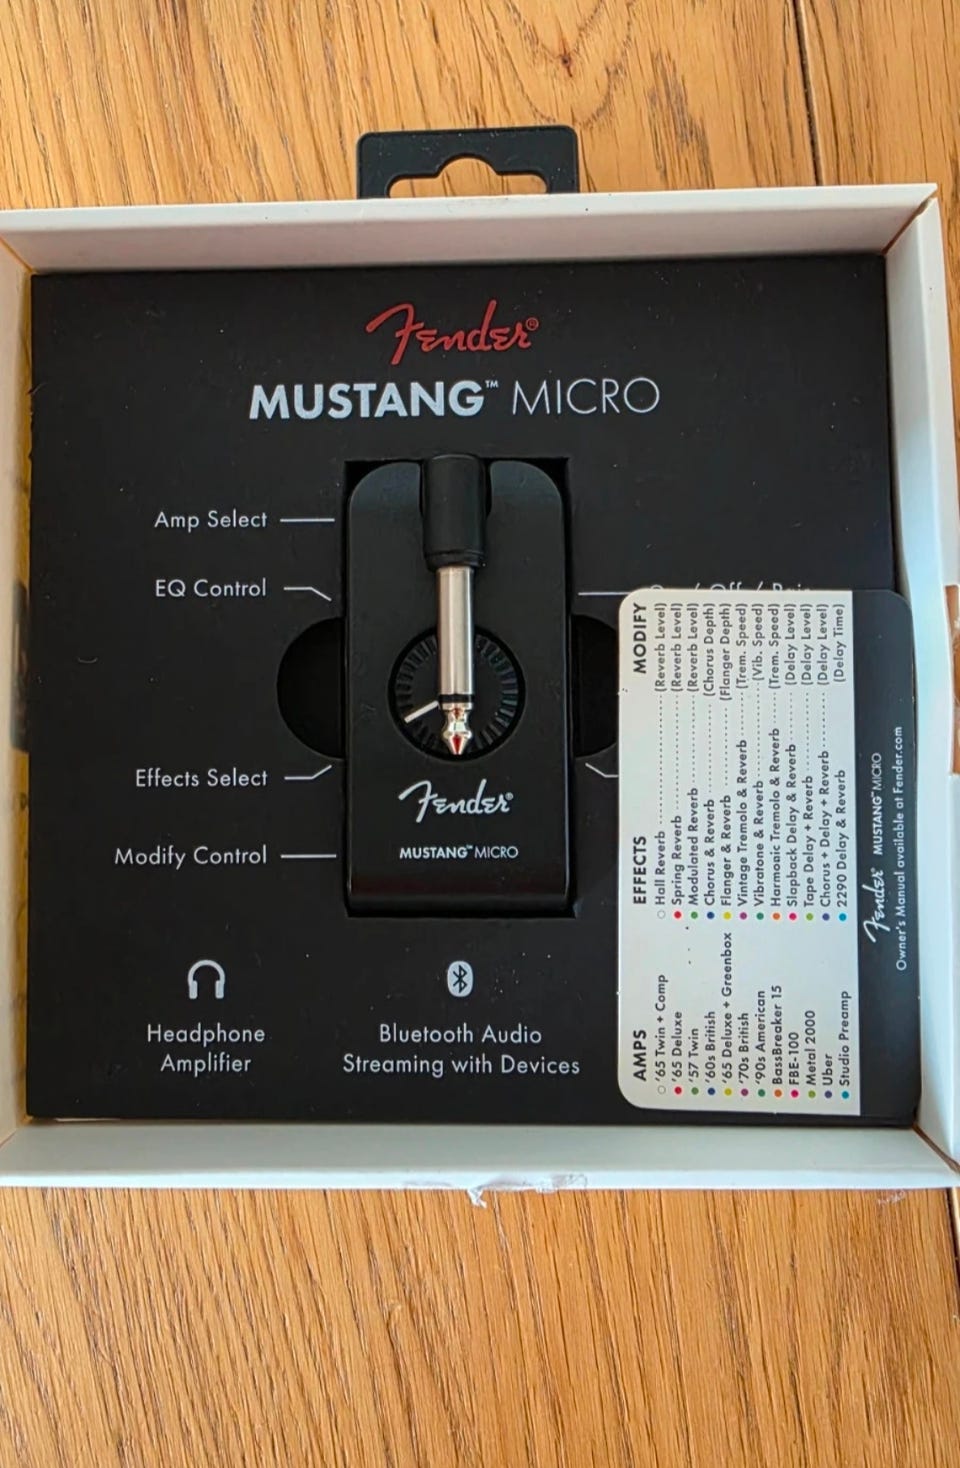 Fender®
MUSTANG™ MICRO
Amp Select
EQ Control
Effects Select
Modify Control
Fender®
MUSTANG™ MICRO
Headphone
Amplifier
Bluetooth Audio
Streaming with Devices
AMPS EFFECTS MODIFY
'65 Twin + Comp Hall Reverb (Reverb Level)
'65 Deluxe Spring Reverb (Reverb Level)
'57 Twin Modulated Reverb (Reverb Level)
'60s British Chorus & Reverb (Chorus Depth)
'65 Deluxe + Greenbox Flanger & Reverb (Flanger Depth)
'70s British Vintage Tremolo & Reverb (Trem. Speed)
'90s American Vibratone & Reverb (Vib. Speed)
BassBreaker 15 Harmonic Tremolo & Reverb (Trem. Speed)
FBE-100 Slapback Delay & Reverb (Delay Level)
Metal 2000 Tape Delay + Reverb (Delay Level)
Uber Chorus + Delay + Reverb (Delay Level)
Studio Preamp 2290 Delay & Reverb (Delay Time)
Fender® MUSTANG™ MICRO
Owner's Manual available at Fender.com